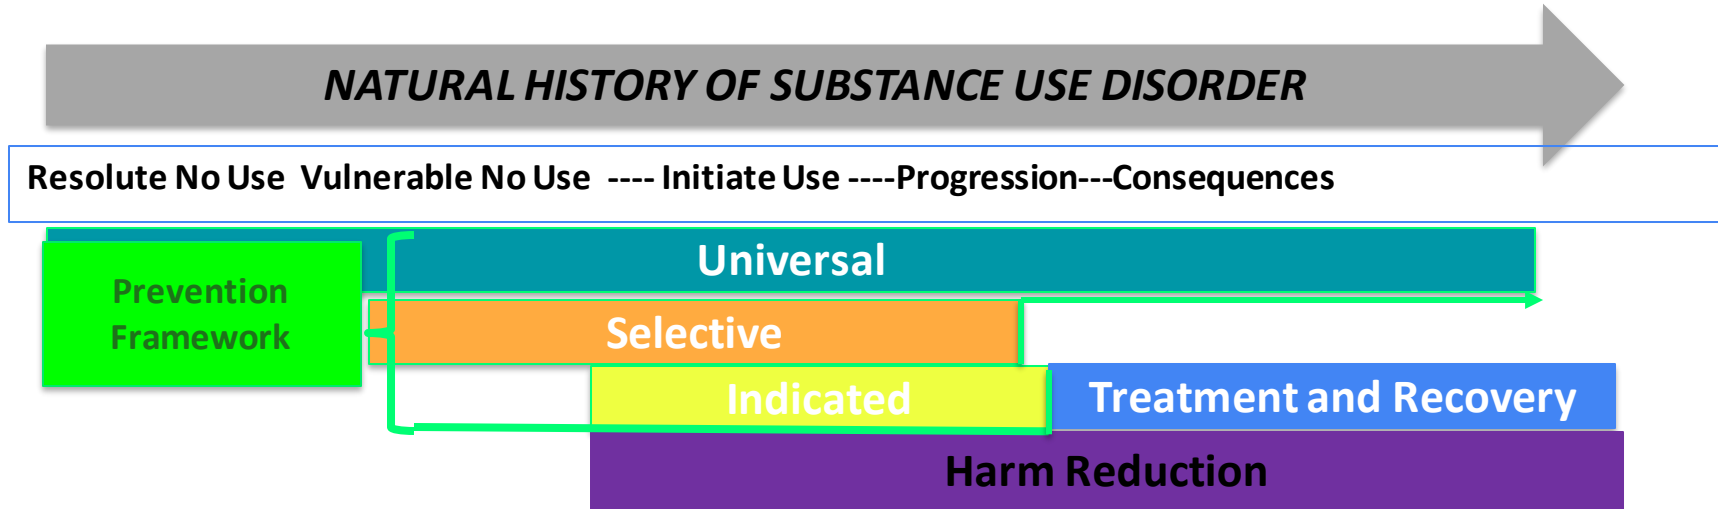 NATURAL HISTORY OF SUBSTANCE USE DISORDER
Resolute No Use  Vulnerable No Use  ---- Initiate Use ----Progression---Consequences
Universal
Prevention
Framework
Selective
Indicated
Treatment and Recovery
Harm Reduction